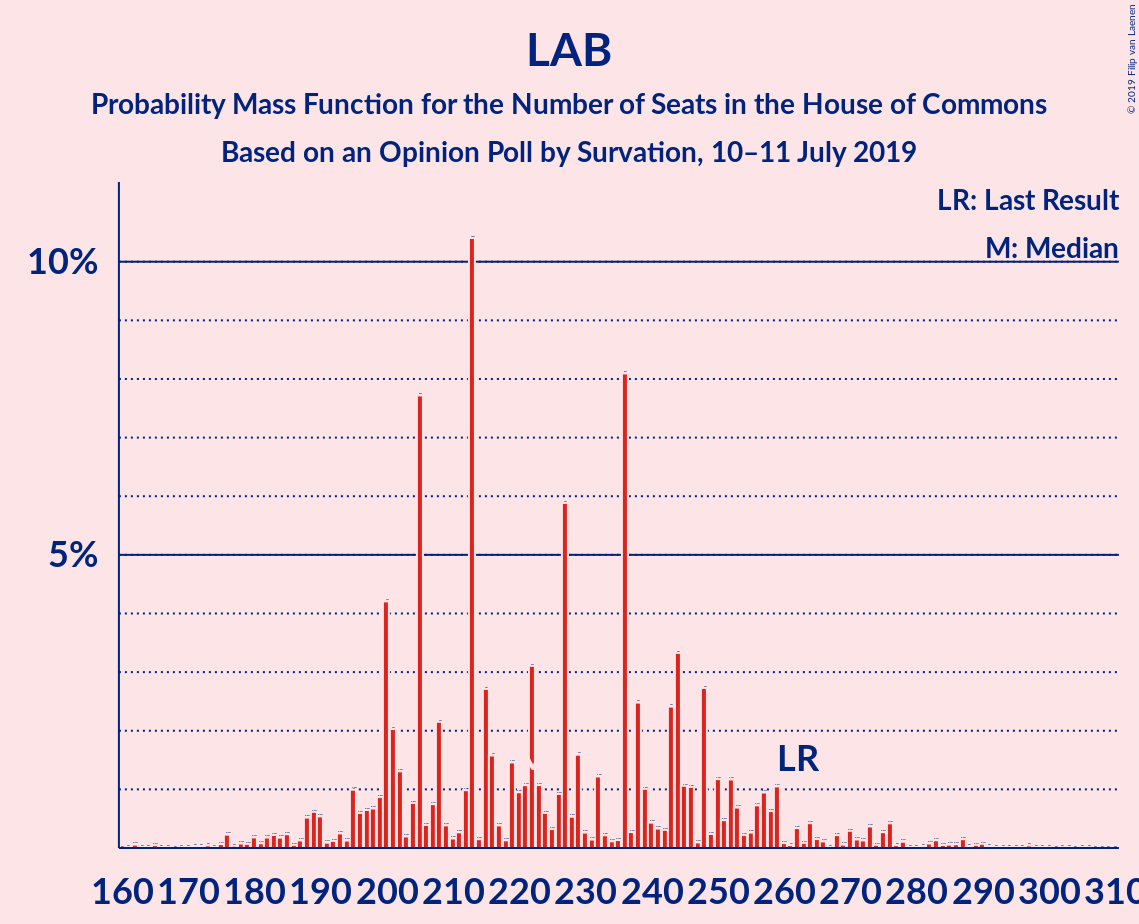 LAB
Probability Mass Function for the Number of Seats in the House of Commons
Based on an Opinion Poll by Survation, 10–11 July 2019
© 2019 Filip van Laenen
LR: Last Result
M: Median
10%
5%
LR
160 170 180 190 200 210 220 230 240 250 260 270 280 290 300 310